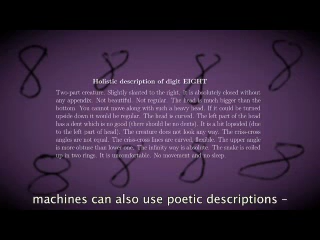 Holistic description of digit EIGHT
Two-part creature. Slightly slanted to the right. It is absolutely closed without
any appendix. Not beautiful. Not regular. The head is much bigger than the
bottom. You cannot move along with such a heavy head. If it could be turned
upside down it would be regular. The head is curved. The left part of the head
has a dent which is no good (there should be no dents). It is a bit lopsided (due
to the left part of head). The creature does not look any way. The criss-cross
angles are not equal. The criss-cross lines are curved, flexible. The upper angle
is more obtuse than lower one. The infinity way is absolute. The snake is rolled
up in two rings. It is uncomfortable. No movement and no sleep.
machines can also use poetic descriptions -